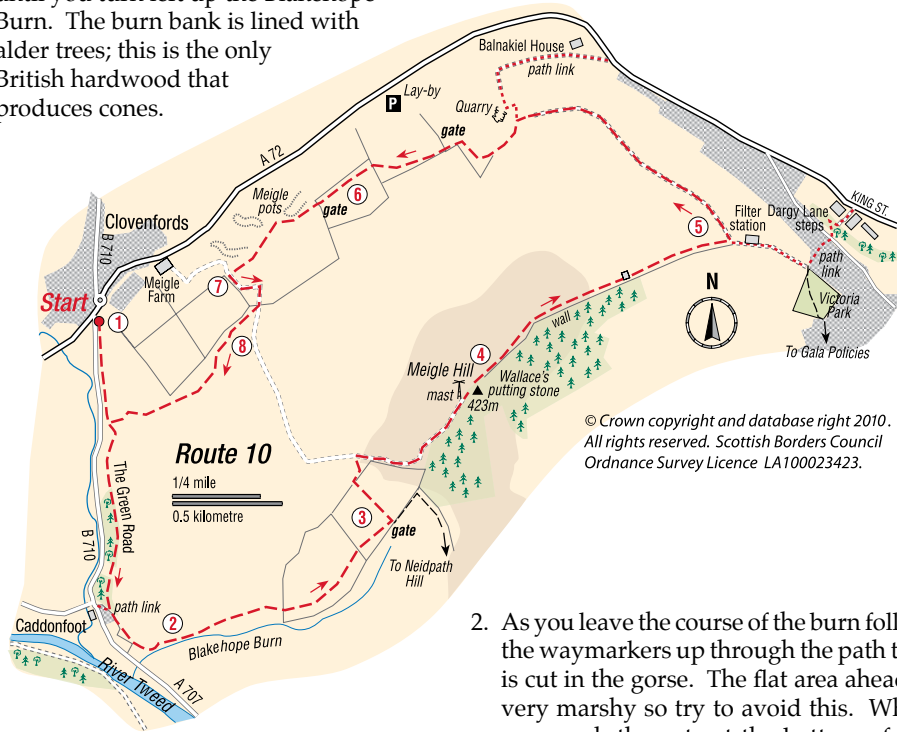 until you turn left up the Blakehope
Burn. The burn bank is lined with
alder trees; this is the only
British hardwood that
produces cones.
Balnakiel House
path link
Quarry
Lay-by
P
gate
A 72
Meigle
pots
gate
6
Clovenfords
B 710
Meigle
Farm
7
Start
1
8
5
Filter
station
Dargy Lane
steps
KING ST.
path
link
Victoria
Park
To Gala Policies
N
wall
4
Meigle Hill
mast
423m
Wallace's
putting stone
© Crown copyright and database right 2010.
All rights reserved. Scottish Borders Council
Ordnance Survey Licence LA100023423.
Route 10
1/4 mile
0.5 kilometre
The Green Road
B 710
3
gate
To Neidpath
Hill
path link
Caddonfoot
2
Blakehope Burn
River Tweed
A 707
2. As you leave the course of the burn
the waymarkers up through the path
is cut in the gorse. The flat area
very marshy so try to avoid this.